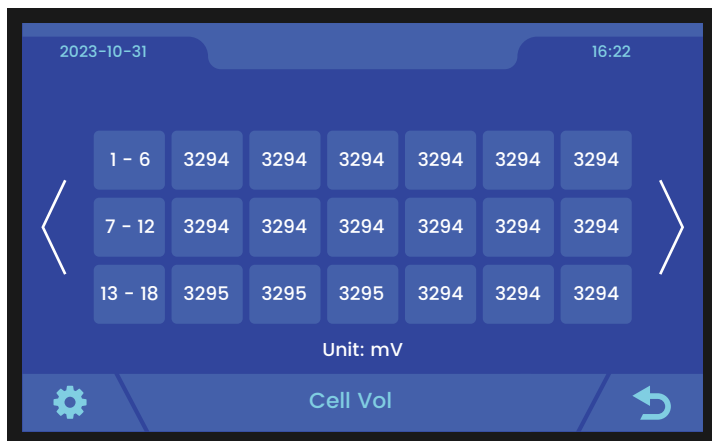 2023-10-31 16:22
1 - 6 3294 3294 3294 3294 3294 3294
7 - 12 3294 3294 3294 3294 3294 3294
13 - 18 3295 3295 3295 3294 3294 3294
Unit: mV
Cell Vol